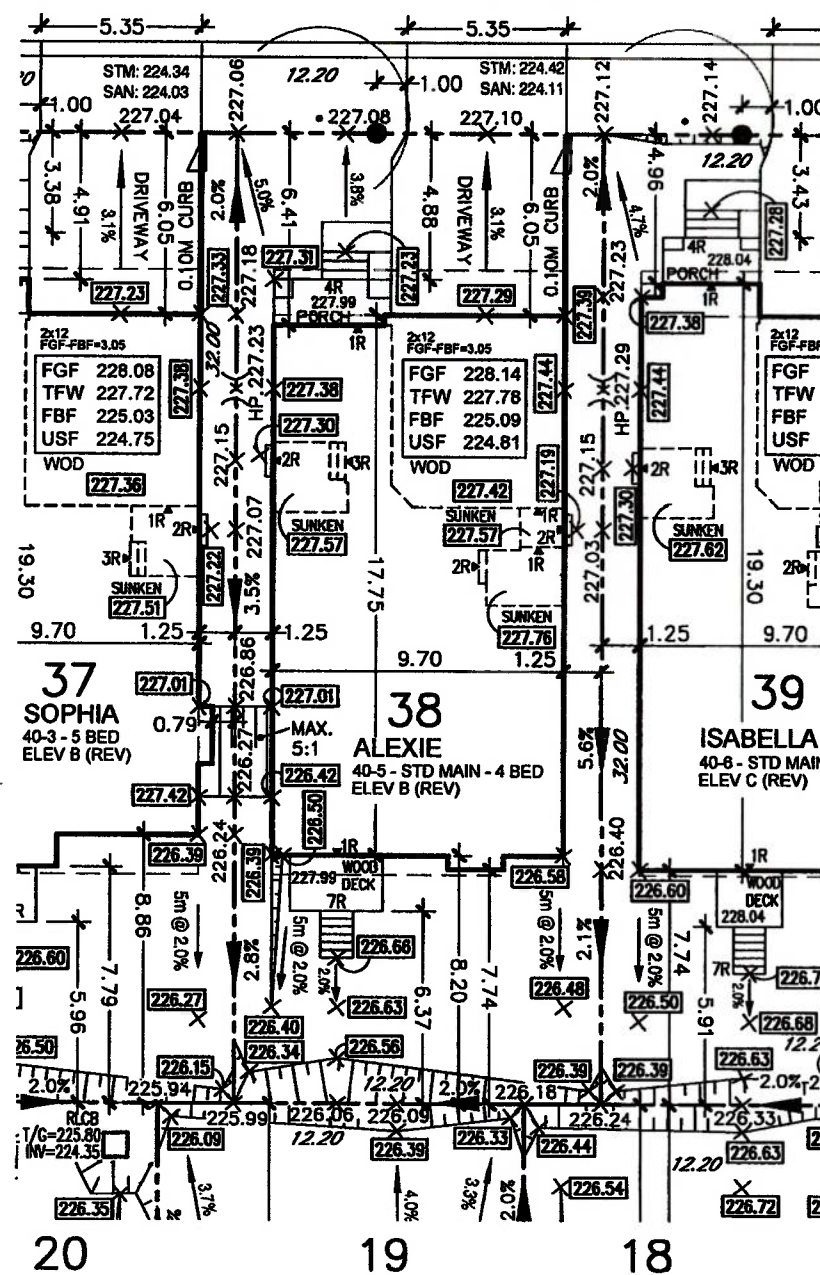 5.35
5.35
STM: 224.34
SAN: 224.03
227.06
12.20
1.00
STM: 224.42
SAN: 224.11
227.12
227.14
1.00
1.00
227.04
227.08
227.10
12.20
3.38
4.91
DRIVEWAY
3.1%
6.05
0.10M CURB
2.0%
5.0%
6.41
3.8%
4.88
DRIVEWAY
3.1%
6.05
0.10M CURB
2.0%
4.7%
4.96
3.43
227.23
227.33
227.18
227.31
4R
227.99
PORCH
1R
227.23
227.29
227.39
227.23
4R
228.04
PORCH
1R
227.28
227.38
2x12
FGF-FBF=3.05
FGF 228.08
TFW 227.72
FBF 225.03
USF 224.75
WOD
227.36
32.00
227.38
HP 227.23
227.38
227.30
227.15
2x12
FGF-FBF=3.05
FGF 228.14
TFW 227.78
FBF 225.09
USF 224.81
WOD
227.42
227.44
HP 227.29
227.44
227.15
227.19
227.30
2x12
FGF-FBF
FGF
TFW
FBF
USF
WOD
2R
3R
2R
3R
1R
2R
3R
SUNKEN
227.51
227.22
227.07
3.5%
SUNKEN
227.57
SUNKEN
227.57
1R
2R
2R
1R
SUNKEN
227.76
227.03
SUNKEN
227.62
2R
19.30
17.75
19.30
9.70
1.25
1.25
9.70
1.25
1.25
9.70
37
SOPHIA
40-3 - 5 BED
ELEV B (REV)
227.01
226.86
227.01
0.79
226.27
MAX.
5:1
226.42
227.42
38
ALEXIE
40-5 - STD MAIN - 4 BED
ELEV B (REV)
5.6%
32.00
39
ISABELLA
40-6 - STD MAIN
ELEV C (REV)
226.39
226.24
226.39
226.50
1R
227.99
WOOD
DECK
7R
226.58
226.40
226.60
1R
WOOD
DECK
228.04
7R
8.86
5m @ 2.0%
2.8%
5m @ 2.0%
2.0%
226.66
8.20
7.74
5m @ 2.0%
2.1%
5m @ 2.0%
7.74
2.0%
226.60
7.79
5.96
226.27
226.40
226.63
6.37
226.48
226.50
5.91
226.68
226.50
226.15
226.34
226.56
226.39
226.39
226.63
2.0%
225.94
12.20
2.0%
226.18
2.0%
RLCB
T/G=225.80
INV=224.35
225.99
226.06
226.09
226.24
226.33
226.09
12.20
226.39
226.33
226.44
226.63
12.20
226.35
3.7%
4.0%
3.3%
2.0%
226.54
226.72
20
19
18